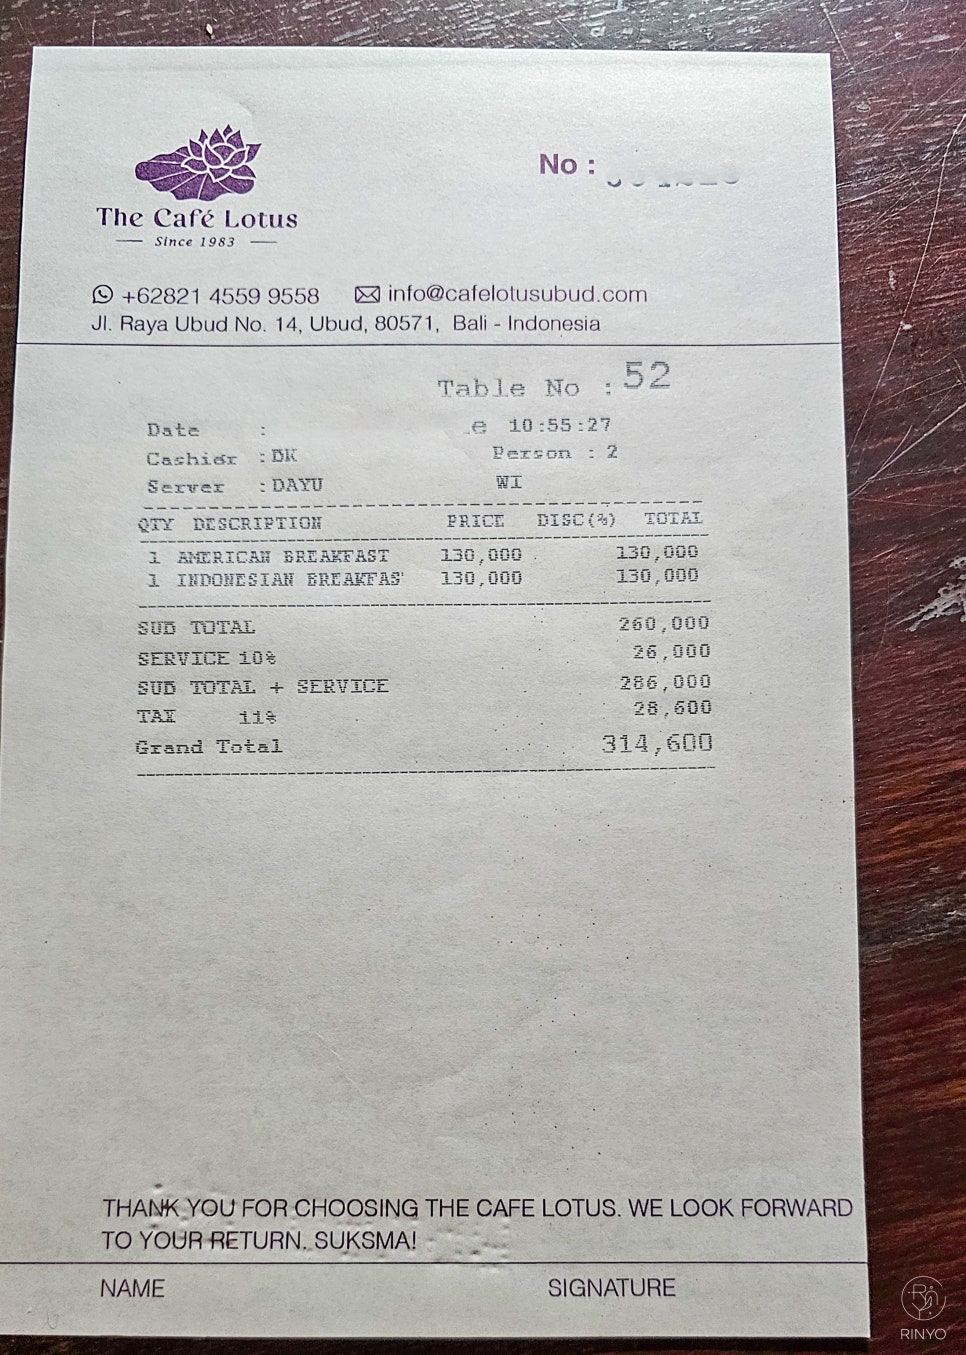 The Café Lotus
Since 1983
No :
+62821 4559 9558 info@cafelotusubud.com
Jl. Raya Ubud No. 14, Ubud, 80571, Bali - Indonesia
Table No : 52
Date : e 10:55:27
Cashier : DK Person : 2
Server : DAYU WI
QTY DESCRIPTION PRICE DISC(%) TOTAL
1 AMERICAN BREAKFAST 130,000 130,000
1 INDONESIAN BREAKFAS' 130,000 130,000
SUB TOTAL 260,000
SERVICE 10% 26,000
SUB TOTAL + SERVICE 286,000
TAX 11% 28,600
Grand Total 314,600
THANK YOU FOR CHOOSING THE CAFE LOTUS. WE LOOK FORWARD
TO YOUR RETURN. SUKSMA!
NAME SIGNATURE
RINYO